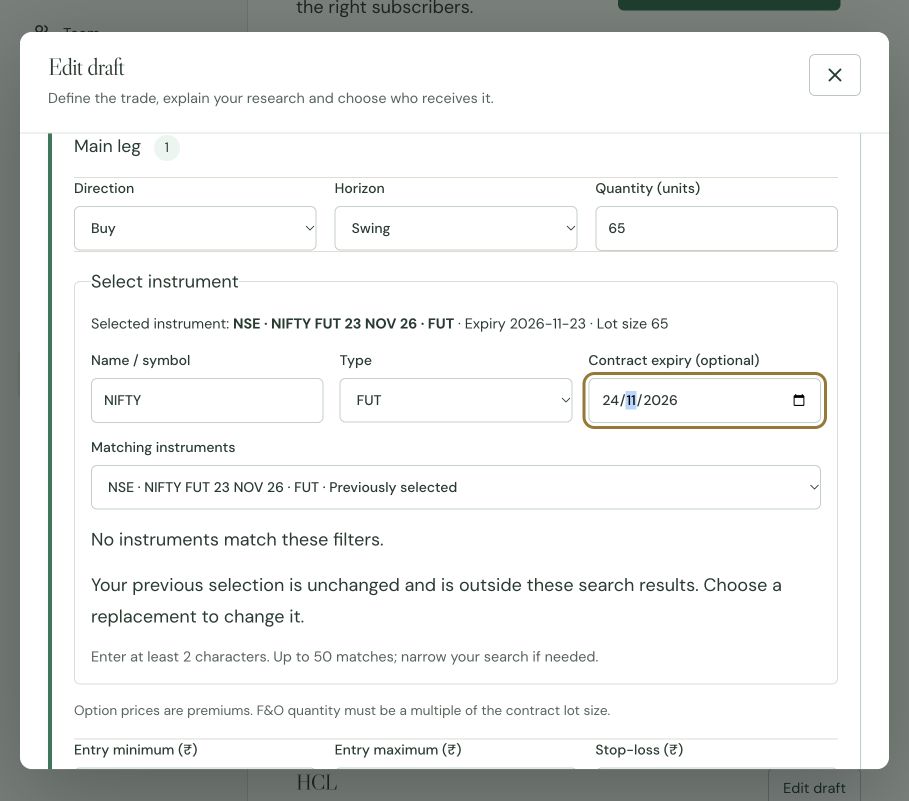 the right subscribers.
Team
Edit draft
Define the trade, explain your research and choose who receives it.
Main leg 1
Direction Horizon Quantity (units)
Buy Swing 65
Select instrument
Selected instrument: NSE · NIFTY FUT 23 NOV 26 · FUT · Expiry 2026-11-23 · Lot size 65
Name / symbol Type Contract expiry (optional)
NIFTY FUT 24/11/2026
Matching instruments
NSE · NIFTY FUT 23 NOV 26 · FUT · Previously selected
No instruments match these filters.
Your previous selection is unchanged and is outside these search results. Choose a
replacement to change it.
Enter at least 2 characters. Up to 50 matches; narrow your search if needed.
Option prices are premiums. F&O quantity must be a multiple of the contract lot size.
Entry minimum (₹) Entry maximum (₹) Stop-loss (₹)
HCL
Edit draft